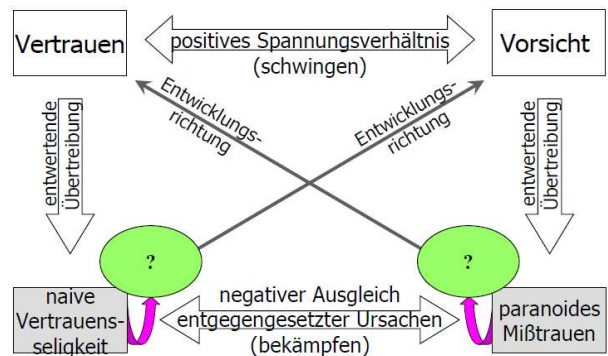 Vertrauen
positives Spannungsverhältnis
(schwingen)
Vorsicht
entwertende
Übertreibung
Entwicklungs-
richtung
Entwicklungs-
richtung
entwertende
Übertreibung
?
?
naive
Vertrauens-
seligkeit
negativer Ausgleich
entgegengesetzter Ursachen
(bekämpfen)
paranoides
Mißtrauen